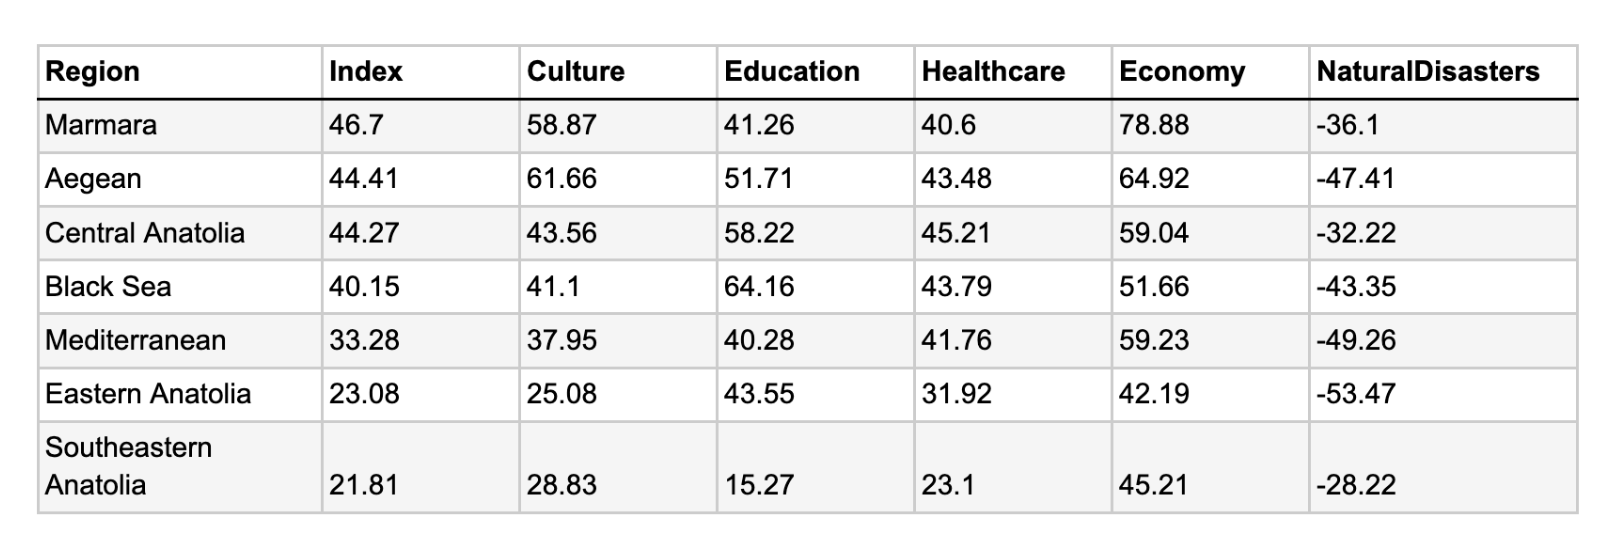 Region Index Culture Education Healthcare Economy NaturalDisasters
Marmara 46.7 58.87 41.26 40.6 78.88 -36.1
Aegean 44.41 61.66 51.71 43.48 64.92 -47.41
Central Anatolia 44.27 43.56 58.22 45.21 59.04 -32.22
Black Sea 40.15 41.1 64.16 43.79 51.66 -43.35
Mediterranean 33.28 37.95 40.28 41.76 59.23 -49.26
Eastern Anatolia 23.08 25.08 43.55 31.92 42.19 -53.47
Southeastern
Anatolia 21.81 28.83 15.27 23.1 45.21 -28.22